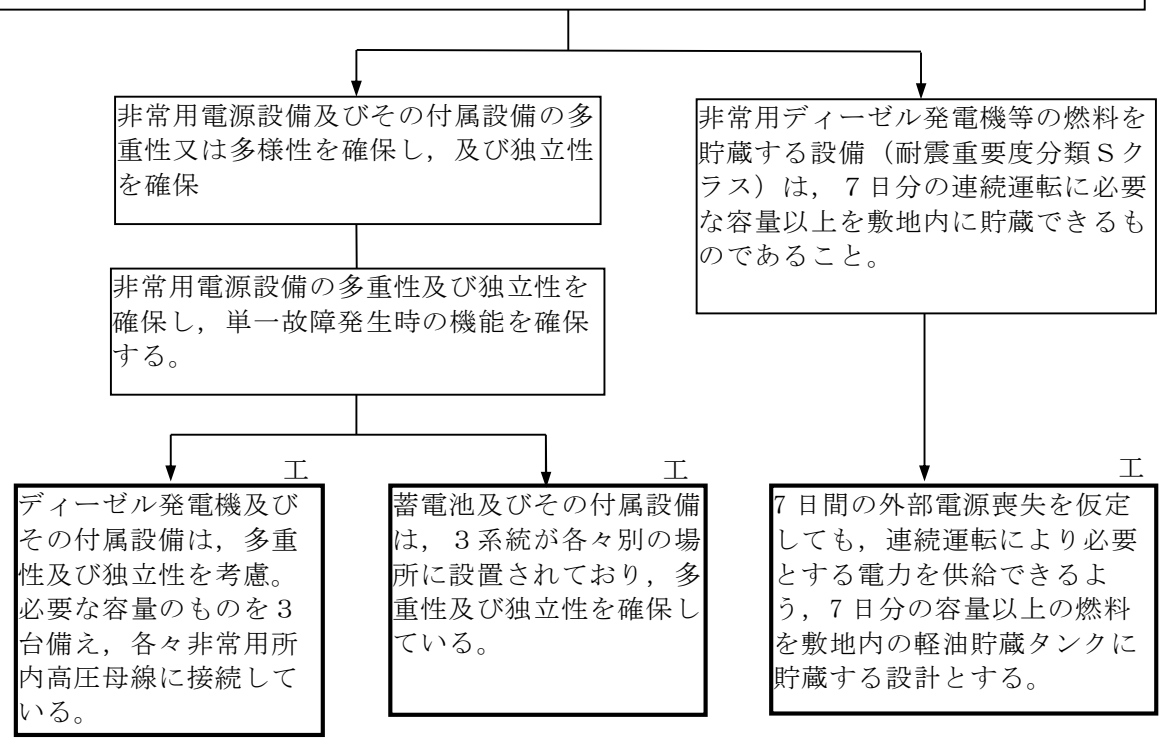 非常用電源設備及びその付属設備の多
重性又は多様性を確保し，及び独立性
を確保
非常用ディーゼル発電機等の燃料を
貯蔵する設備（耐震重要度分類Ｓク
ラス）は，７日分の連続運転に必要
な容量以上を敷地内に貯蔵できるも
のであること。
非常用電源設備の多重性及び独立性を
確保し，単一故障発生時の機能を確保
する。
工
ディーゼル発電機及び
その付属設備は，多重
性及び独立性を考慮。
必要な容量のものを３
台備え，各々非常用所
内高圧母線に接続して
いる。
工
蓄電池及びその付属設備
は，３系統が各々別の場
所に設置されており，多
重性及び独立性を確保し
ている。
工
7 日間の外部電源喪失を仮定
しても，連続運転により必要
とする電力を供給できるよ
う，７日分の容量以上の燃料
を敷地内の軽油貯蔵タンクに
貯蔵する設計とする。